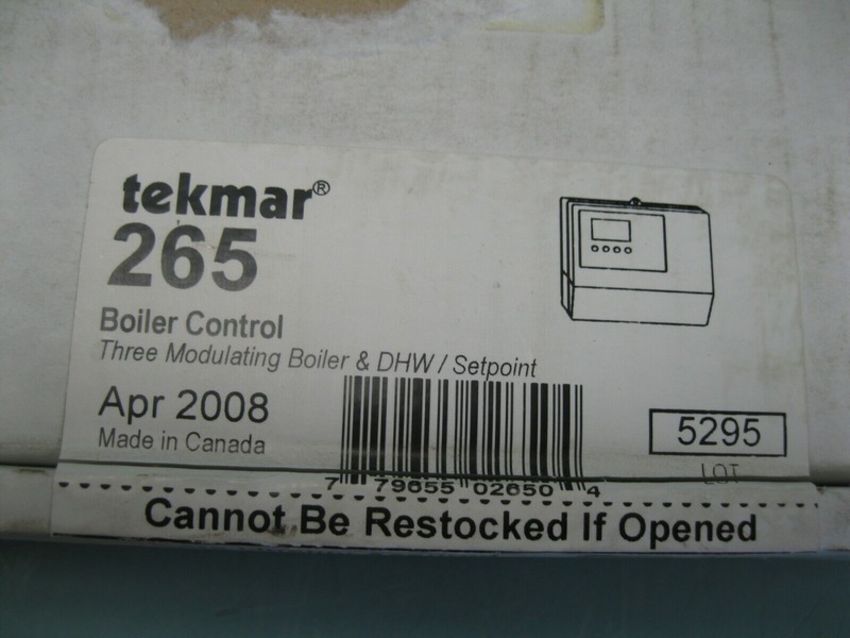 tekmar®
265
Boiler Control
Three Modulating Boiler & DHW / Setpoint
Apr 2008
Made in Canada
5295
LOT
7 79655 02650 4
Cannot Be Restocked If Opened